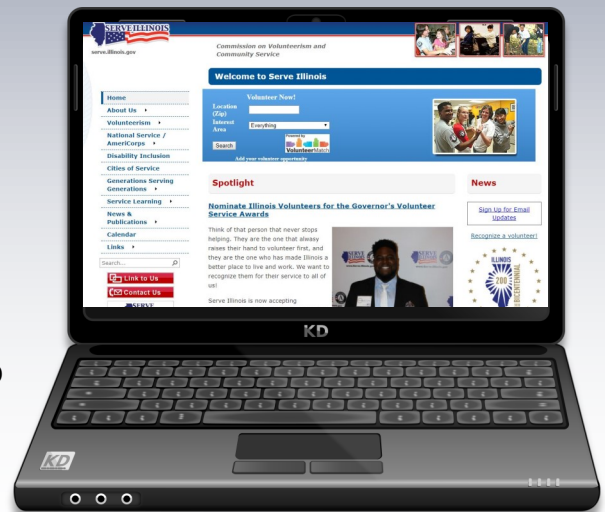 SERVE ILLINOIS
serve.illinois.gov
Commission on Volunteerism and
Community Service
Welcome to Serve Illinois
Home
About Us
Volunteerism
National Service /
AmeriCorps
Disability Inclusion
Cities of Service
Generations Serving
Generations
Service Learning
News &
Publications
Calendar
Links
Search...
Link to Us
Contact Us
SERVE
Volunteer Now!
Location
(Zip)
Interest
Area
Everything
Search
Powered by
VolunteerMatch
Add your volunteer opportunity
Spotlight
Nominate Illinois Volunteers for the Governor's Volunteer
Service Awards
Think of that person that never stops
helping. They are the one that alwasy
raises their hand to volunteer first, and
they are the one who has made Illinois a
better place to live and work. We want to
recognize them for their service to all of
us!
Serve Illinois is now accepting
News
Sign Up for Email
Updates
Recognize a volunteer!
ILLINOIS
200
BICENTENNIAL
KD
KD